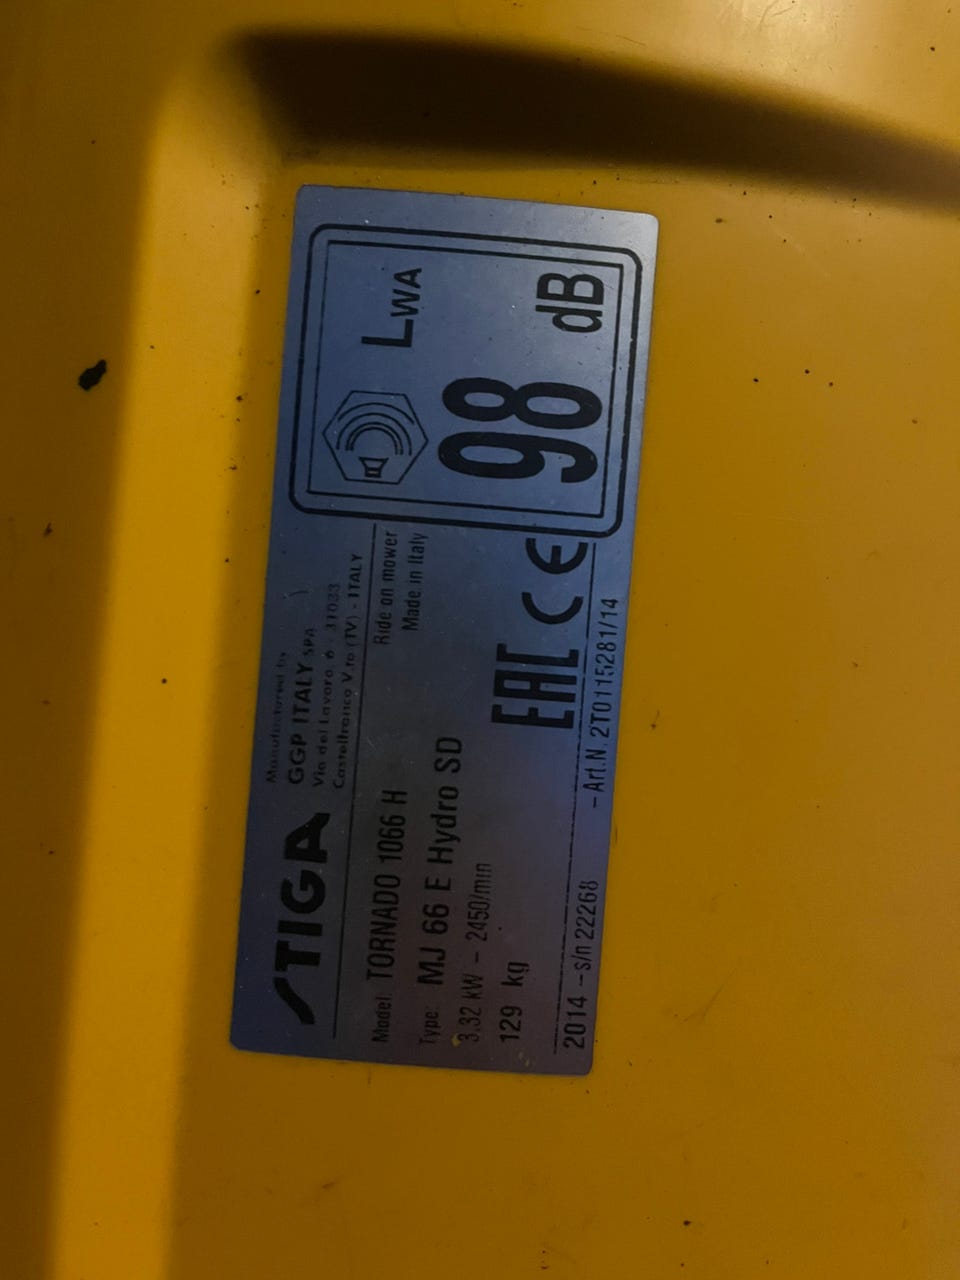 STIGA
Manufactured by
GGP ITALY SPA
Via del Lavoro, 6 - 31033
Castelfranco V.to (TV) - ITALY
Model: TORNADO 1066 H
Ride on mower
Type: MJ 66 E Hydro SD
Made in Italy
3.32 kW - 2450/min
129 kg
EAC CE
2014 - s/n 22268 - Art.N. 2T0115281/14
LWA
98
dB